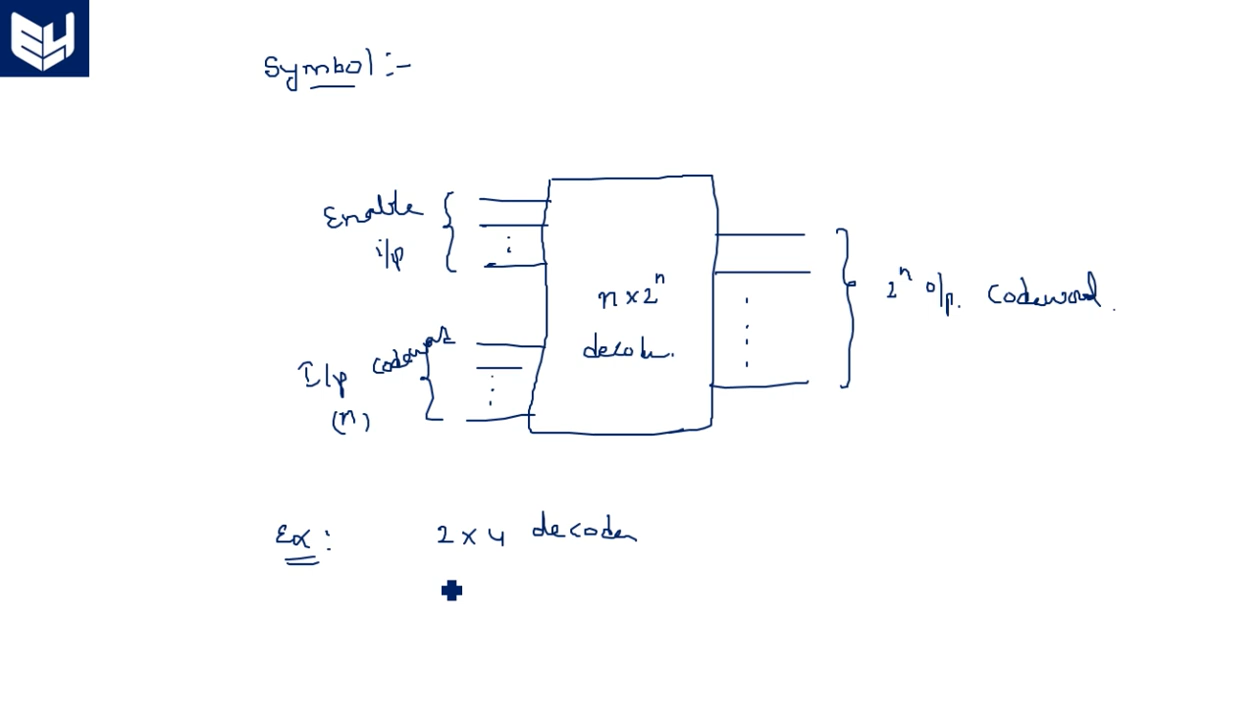 Symbol :-
Enable
i/p
n x 2^n
decoder.
2^n o/p. Codeword.
I/p codeword
(n)
Ex :
2 x 4 decoder